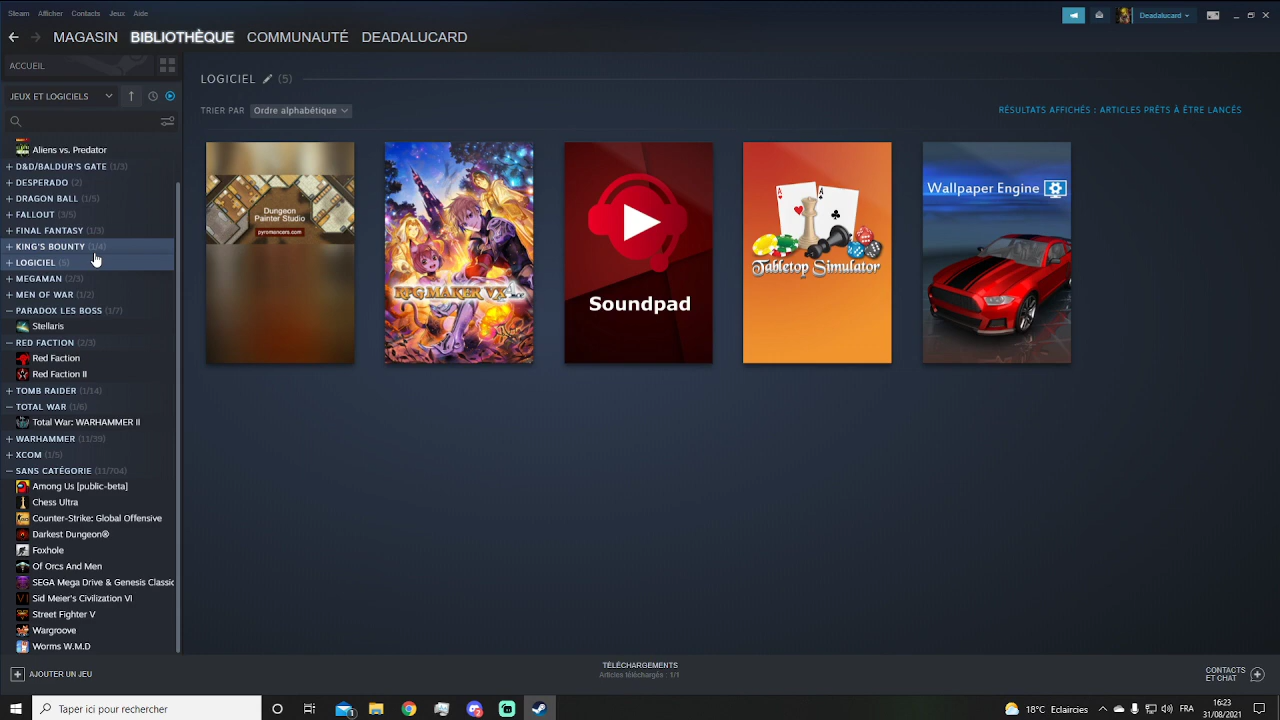 Steam Afficher Contacts Jeux Aide
Deadalucard
MAGASIN BIBLIOTHÈQUE COMMUNAUTÉ DEADALUCARD
ACCUEIL
JEUX ET LOGICIELS
Aliens vs. Predator
D&D/BALDUR'S GATE (1/3)
DESPERADO (2)
DRAGON BALL (1/5)
FALLOUT (3/5)
FINAL FANTASY (1/3)
KING'S BOUNTY (3/4)
LOGICIEL (5)
MEGAMAN (2/3)
MEN OF WAR (1/2)
PARADOX LES BOSS (1/7)
Stellaris
RED FACTION (2/3)
Red Faction
Red Faction II
TOMB RAIDER (1/14)
TOTAL WAR (1/6)
Total War: WARHAMMER II
WARHAMMER (11/39)
XCOM (1/5)
SANS CATÉGORIE (11/704)
Among Us [public-beta]
Chess Ultra
Counter-Strike: Global Offensive
Darkest Dungeon®
Foxhole
Of Orcs And Men
SEGA Mega Drive & Genesis Classic
Sid Meier's Civilization VI
Street Fighter V
Wargroove
Worms W.M.D
AJOUTER UN JEU
LOGICIEL (5)
TRIER PAR Ordre alphabétique
RÉSULTATS AFFICHÉS : ARTICLES PRÊTS À ÊTRE LANCÉS
Dungeon
Painter Studio
pyromancers.com
RPG MAKER VX
Soundpad
Tabletop Simulator
Wallpaper Engine
TÉLÉCHARGEMENTS
Articles téléchargés : 1/1
CONTACTS
ET CHAT
Taper ici pour rechercher
18°C Eclaircies
FRA
16:23
31/08/2021